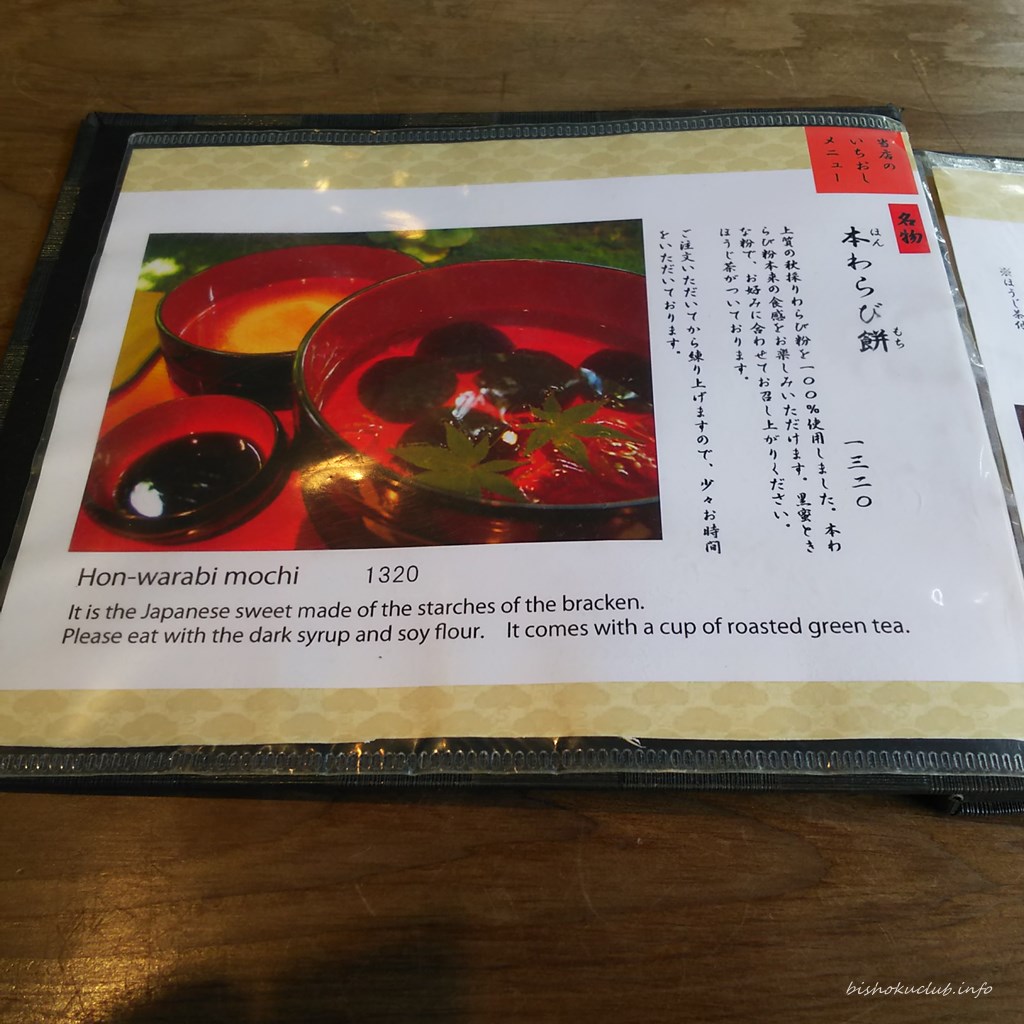 当店の
いちおし
メニュー
名物
本わらび餅
ほん
もち
一三二〇
上質の秋採りわらび粉を一〇〇％使用しました。本わ
らび粉本来の食感をお楽しみいただけます。黒蜜とき
な粉で、お好みに合わせてお召し上がりください。
ほうじ茶がついております。
ご注文いただいてから練り上げますので、少々お時間
をいただいております。
Hon-warabi mochi 1320
It is the Japanese sweet made of the starches of the bracken.
Please eat with the dark syrup and soy flour. It comes with a cup of roasted green tea.
※ほうじ茶
bishokuclub.info